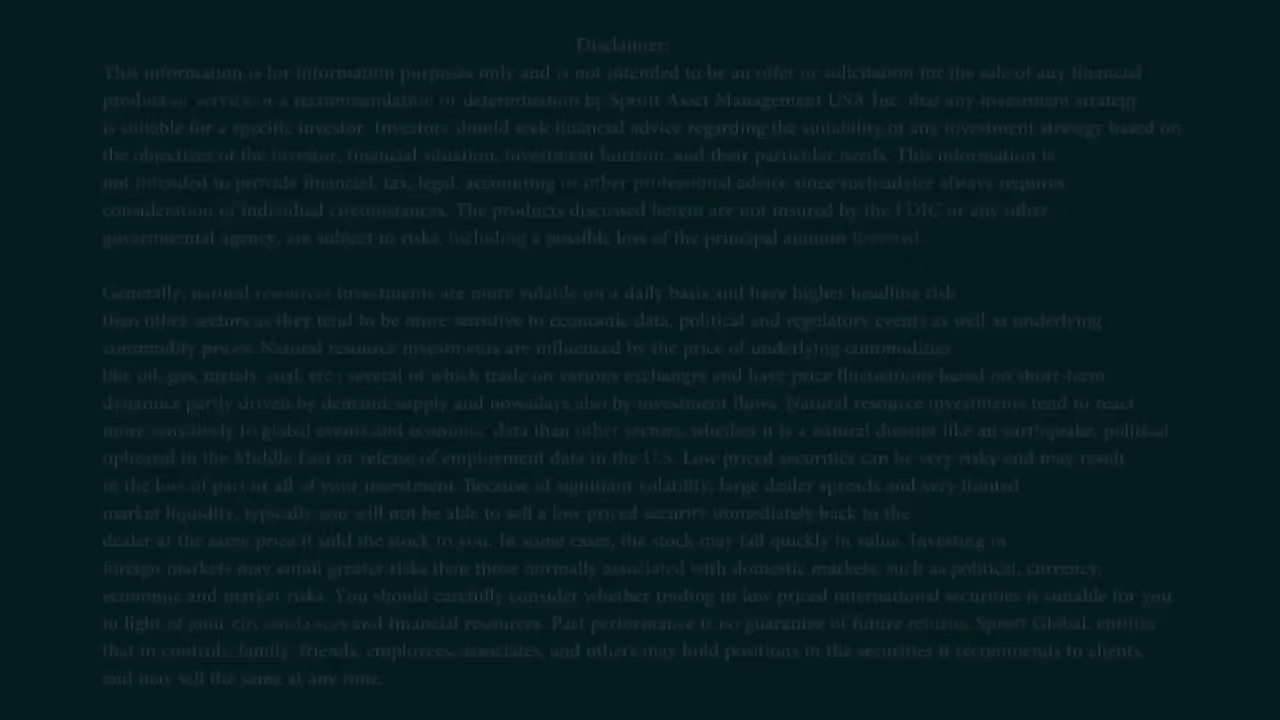 Disclaimer:
This information is for information purposes only and is not intended to be an offer or solicitation for the sale of any financial
product or service or a recommendation or determination by Sprott Asset Management USA Inc. that any investment strategy
is suitable for a specific investor. Investors should seek financial advice regarding the suitability of any investment strategy based on
the objectives of the investor, financial situation, investment horizon, and their particular needs. This information is
not intended to provide financial, tax, legal, accounting or other professional advice since such advice always requires
consideration of individual circumstances. The products discussed herein are not insured by the FDIC or any other
governmental agency, are subject to risks, including a possible loss of the principal amount invested.
Generally, natural resources investments are more volatile on a daily basis and have higher headline risk
than other sectors as they tend to be more sensitive to economic data, political and regulatory events as well as underlying
commodity prices. Natural resource investments are influenced by the price of underlying commodities
like oil, gas, metals, coal, etc.; several of which trade on various exchanges and have price fluctuations based on short-term
dynamics partly driven by demand/supply and nowadays also by investment flows. Natural resource investments tend to react
more sensitively to global events and economic data than other sectors, whether it is a natural disaster like an earthquake, political
upheaval in the Middle East or release of employment data in the U.S. Low priced securities can be very risky and may result
in the loss of part or all of your investment. Because of significant volatility, large dealer spreads and very limited
market liquidity, typically you will not be able to sell a low priced security immediately back to the
dealer at the same price it sold the stock to you. In some cases, the stock may fall quickly in value. Investing in
foreign markets may entail greater risks than those normally associated with domestic markets, such as political, currency,
economic and market risks. You should carefully consider whether trading in low priced international securities is suitable for you
in light of your circumstances and financial resources. Past performance is no guarantee of future returns. Sprott Global, entities
that it controls, family, friends, employees, associates, and others may hold positions in the securities it recommends to clients,
and may sell the same at any time.